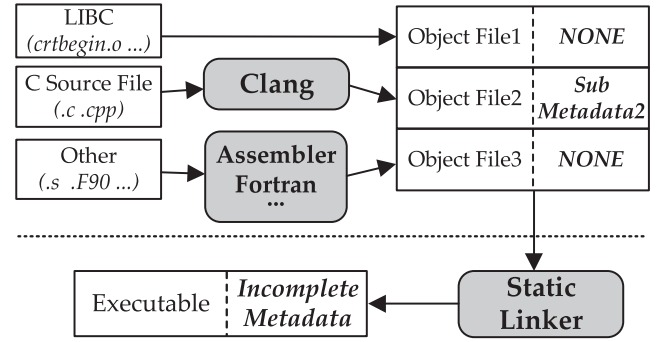 LIBC
(crtbegin.o ...)
Object File1
NONE
C Source File
(.c .cpp)
Clang
Object File2
Sub
Metadata2
Other
(.s .F90 ...)
Assembler
Fortran
...
Object File3
NONE
Executable
Incomplete
Metadata
Static
Linker